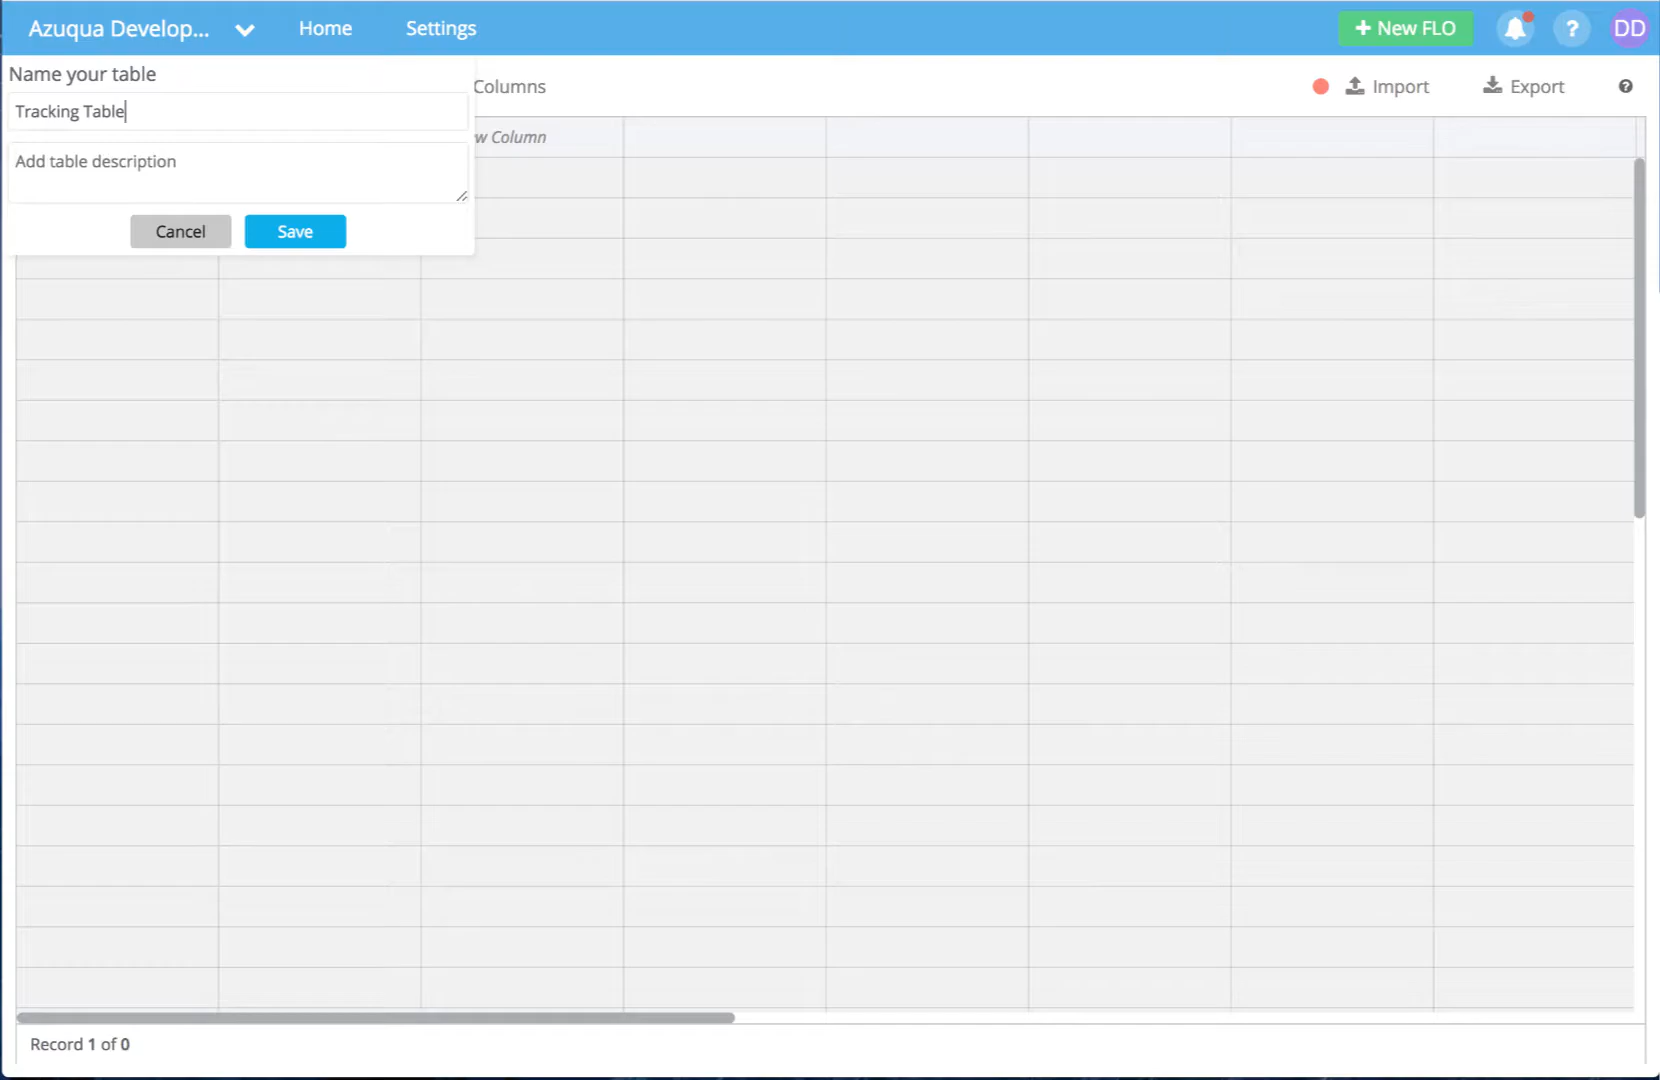 Azuqua Develop...
Home
Settings
+ New FLO
?
DD
Name your table
Tracking Table
Add table description
Cancel
Save
Columns
Import
Export
?
w Column
Record 1 of 0